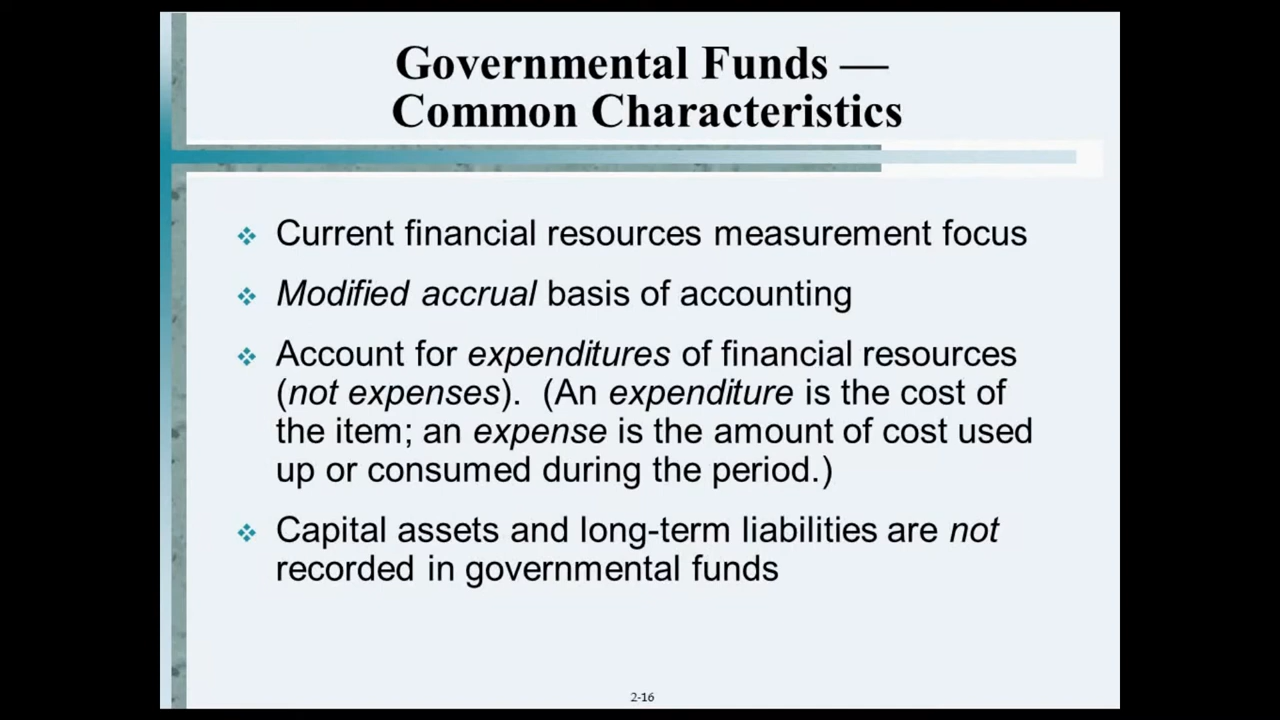 Governmental Funds —
Common Characteristics
❖ Current financial resources measurement focus
❖ Modified accrual basis of accounting
❖ Account for expenditures of financial resources
(not expenses).  (An expenditure is the cost of
the item; an expense is the amount of cost used
up or consumed during the period.)
❖ Capital assets and long-term liabilities are not
recorded in governmental funds
2-16